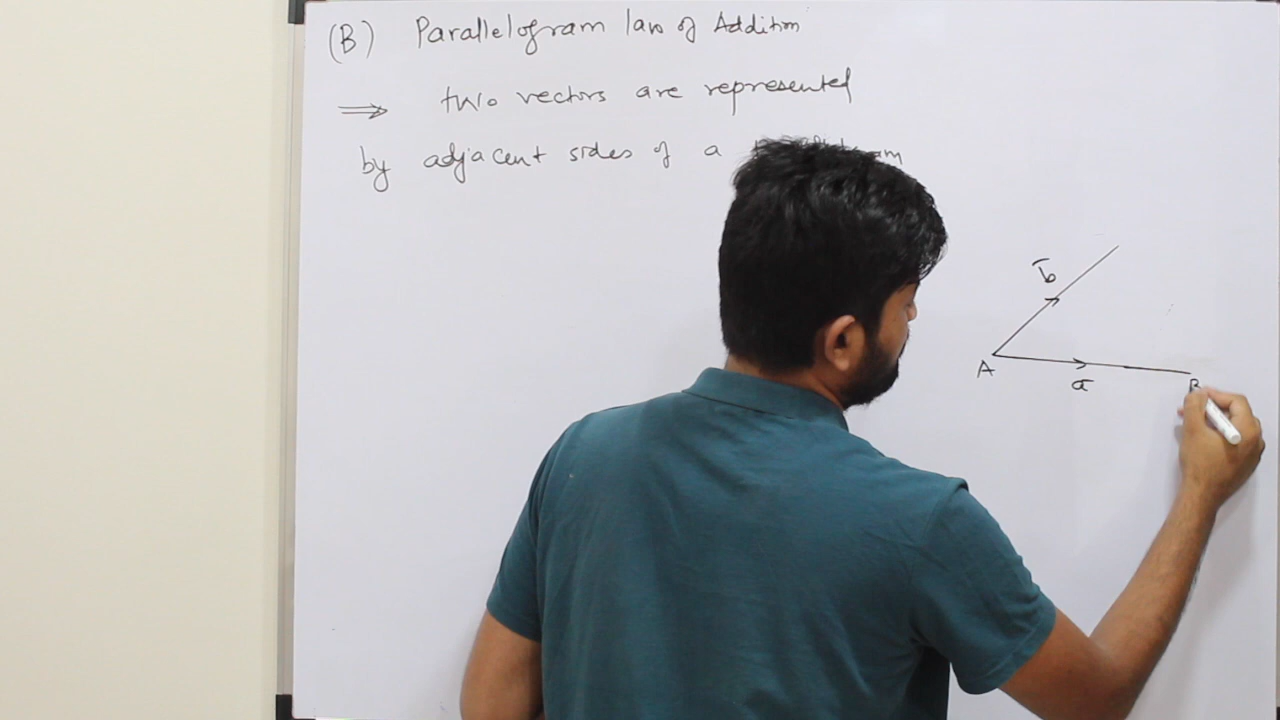 (B) Parallelogram law of Addition
⇒ two vectors are represented
by adjacent sides of a
b̄
A
ā
B